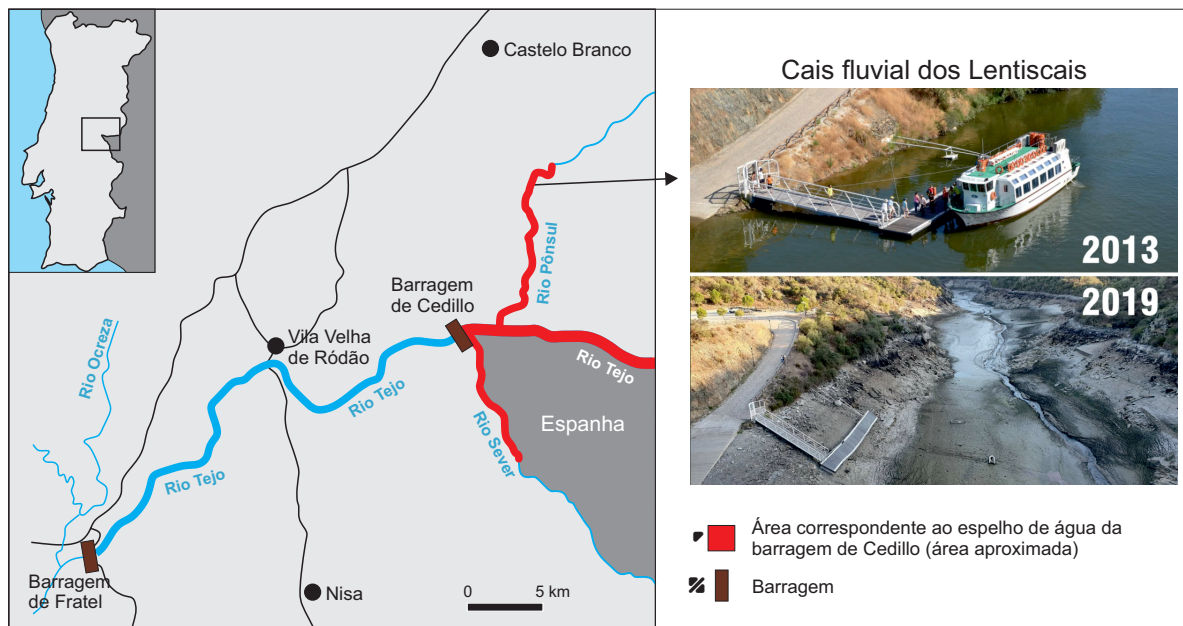 Castelo Branco
Rio Pônsul
Barragem
de Cedillo
Vila Velha
de Ródão
Rio Ocreza
Rio Tejo
Rio Tejo
Rio Tejo
Espanha
Rio Sever
Barragem
de Fratel
Nisa
0 5 km
Cais fluvial dos Lentiscais
2013
2019
Área correspondente ao espelho de água da
barragem de Cedillo (área aproximada)
Barragem